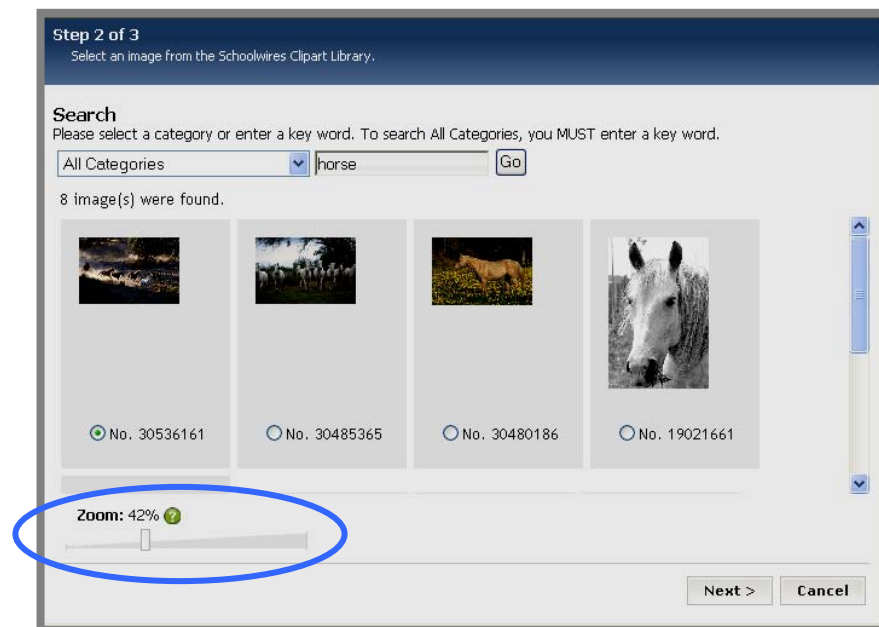 Step 2 of 3
Select an image from the Schoolwires Clipart Library.
Search
Please select a category or enter a key word. To search All Categories, you MUST enter a key word.
All Categories horse Go
8 image(s) were found.
No. 30536161 No. 30485365 No. 30480186 No. 19021661
Zoom: 42% ?
Next > Cancel